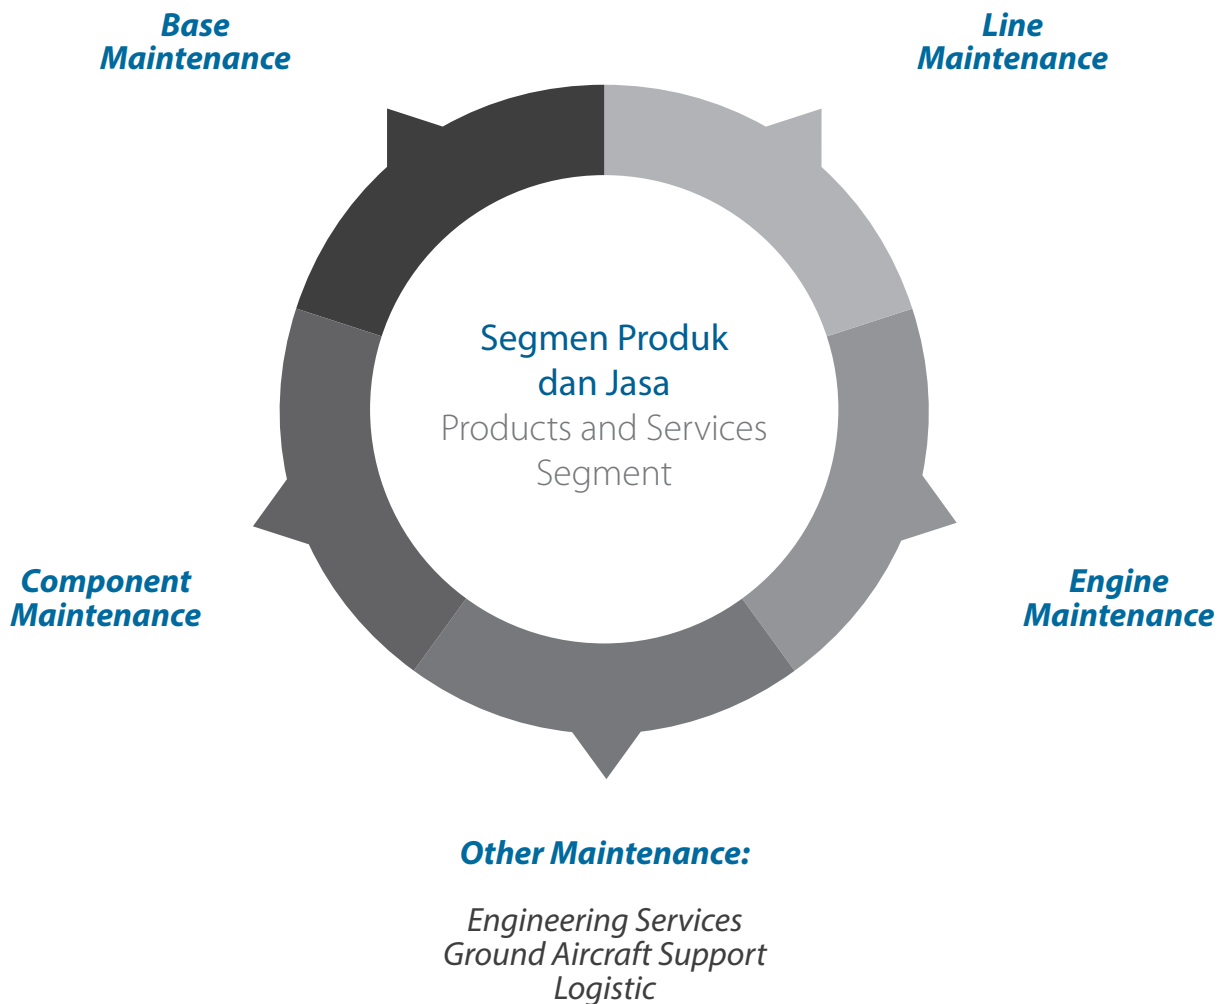 Base
Maintenance
Line
Maintenance
Segmen Produk
dan Jasa
Products and Services
Segment
Component
Maintenance
Engine
Maintenance
Other Maintenance:
Engineering Services
Ground Aircraft Support
Logistic